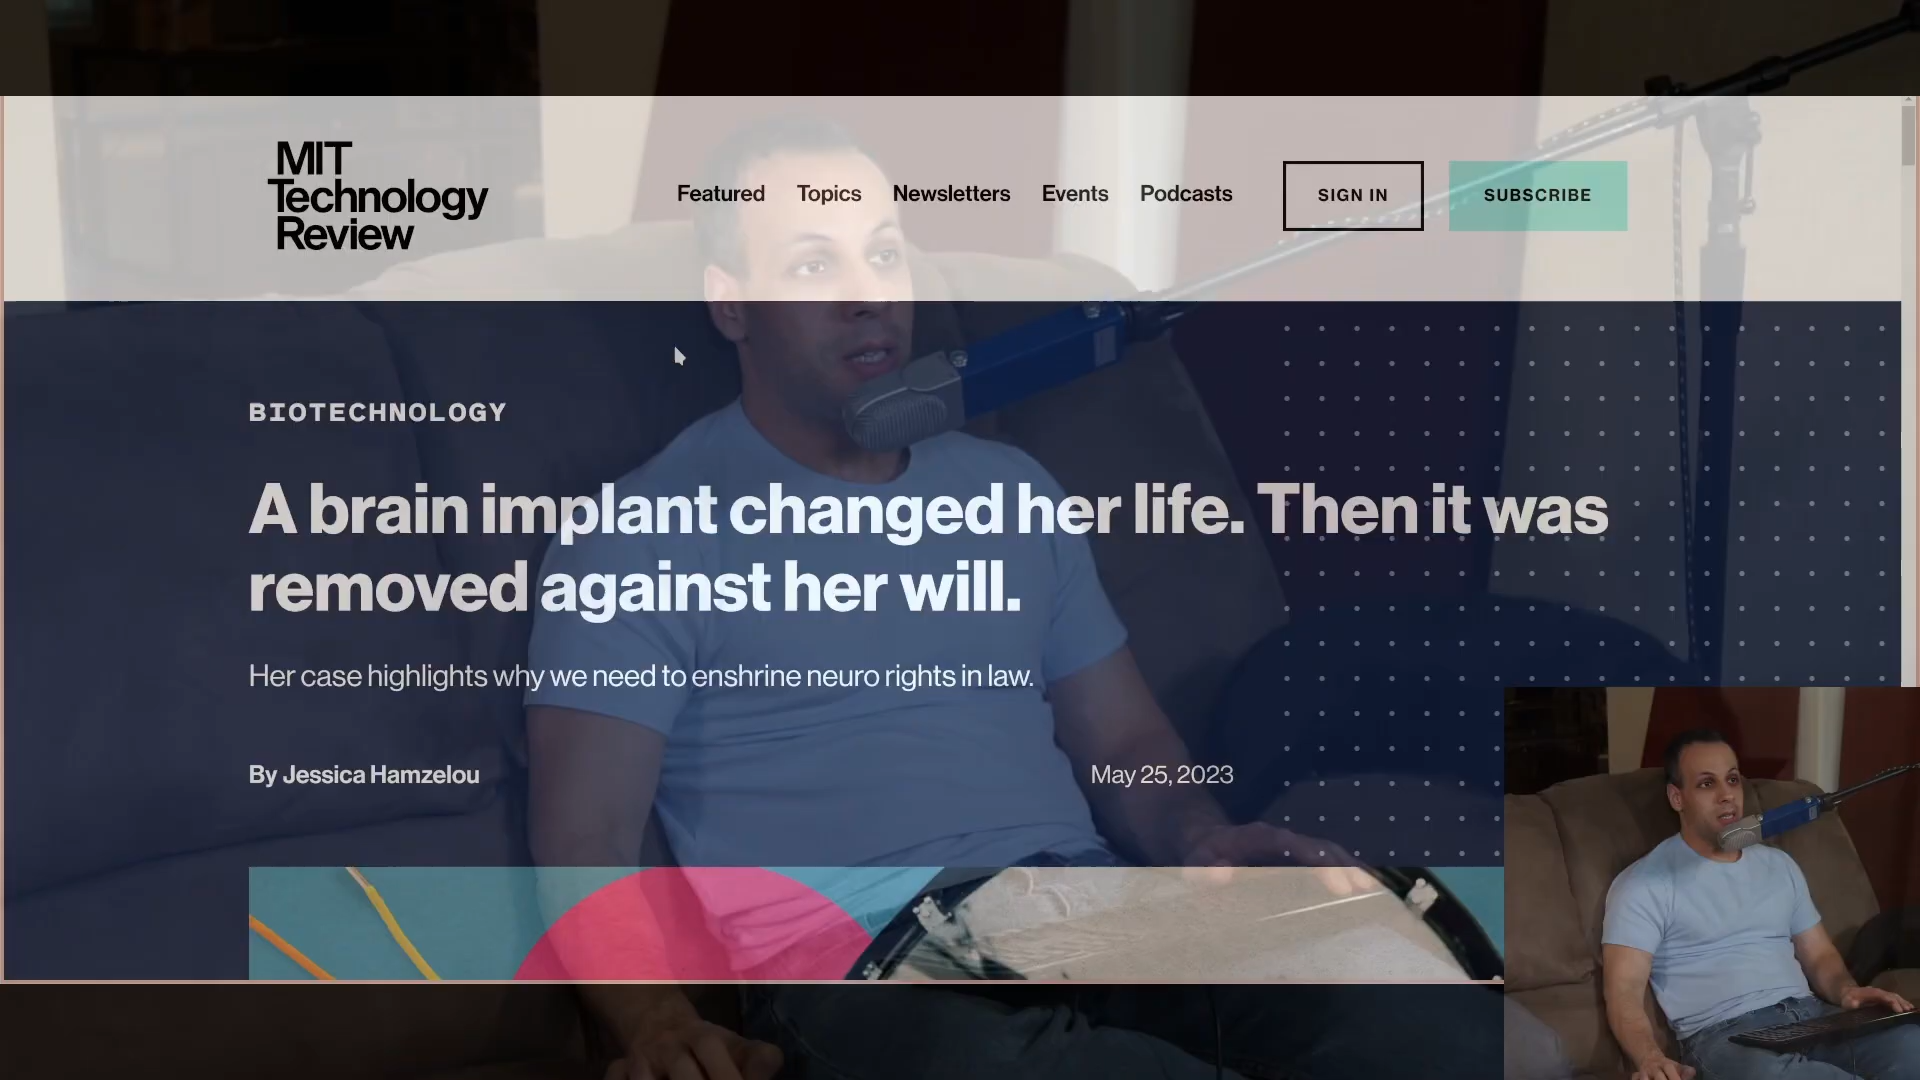 MIT
Technology
Review
Featured
Topics
Newsletters
Events
Podcasts
SIGN IN
SUBSCRIBE
BIOTECHNOLOGY
A brain implant changed her life. Then it was
removed against her will.
Her case highlights why we need to enshrine neuro rights in law.
By Jessica Hamzelou
May 25, 2023